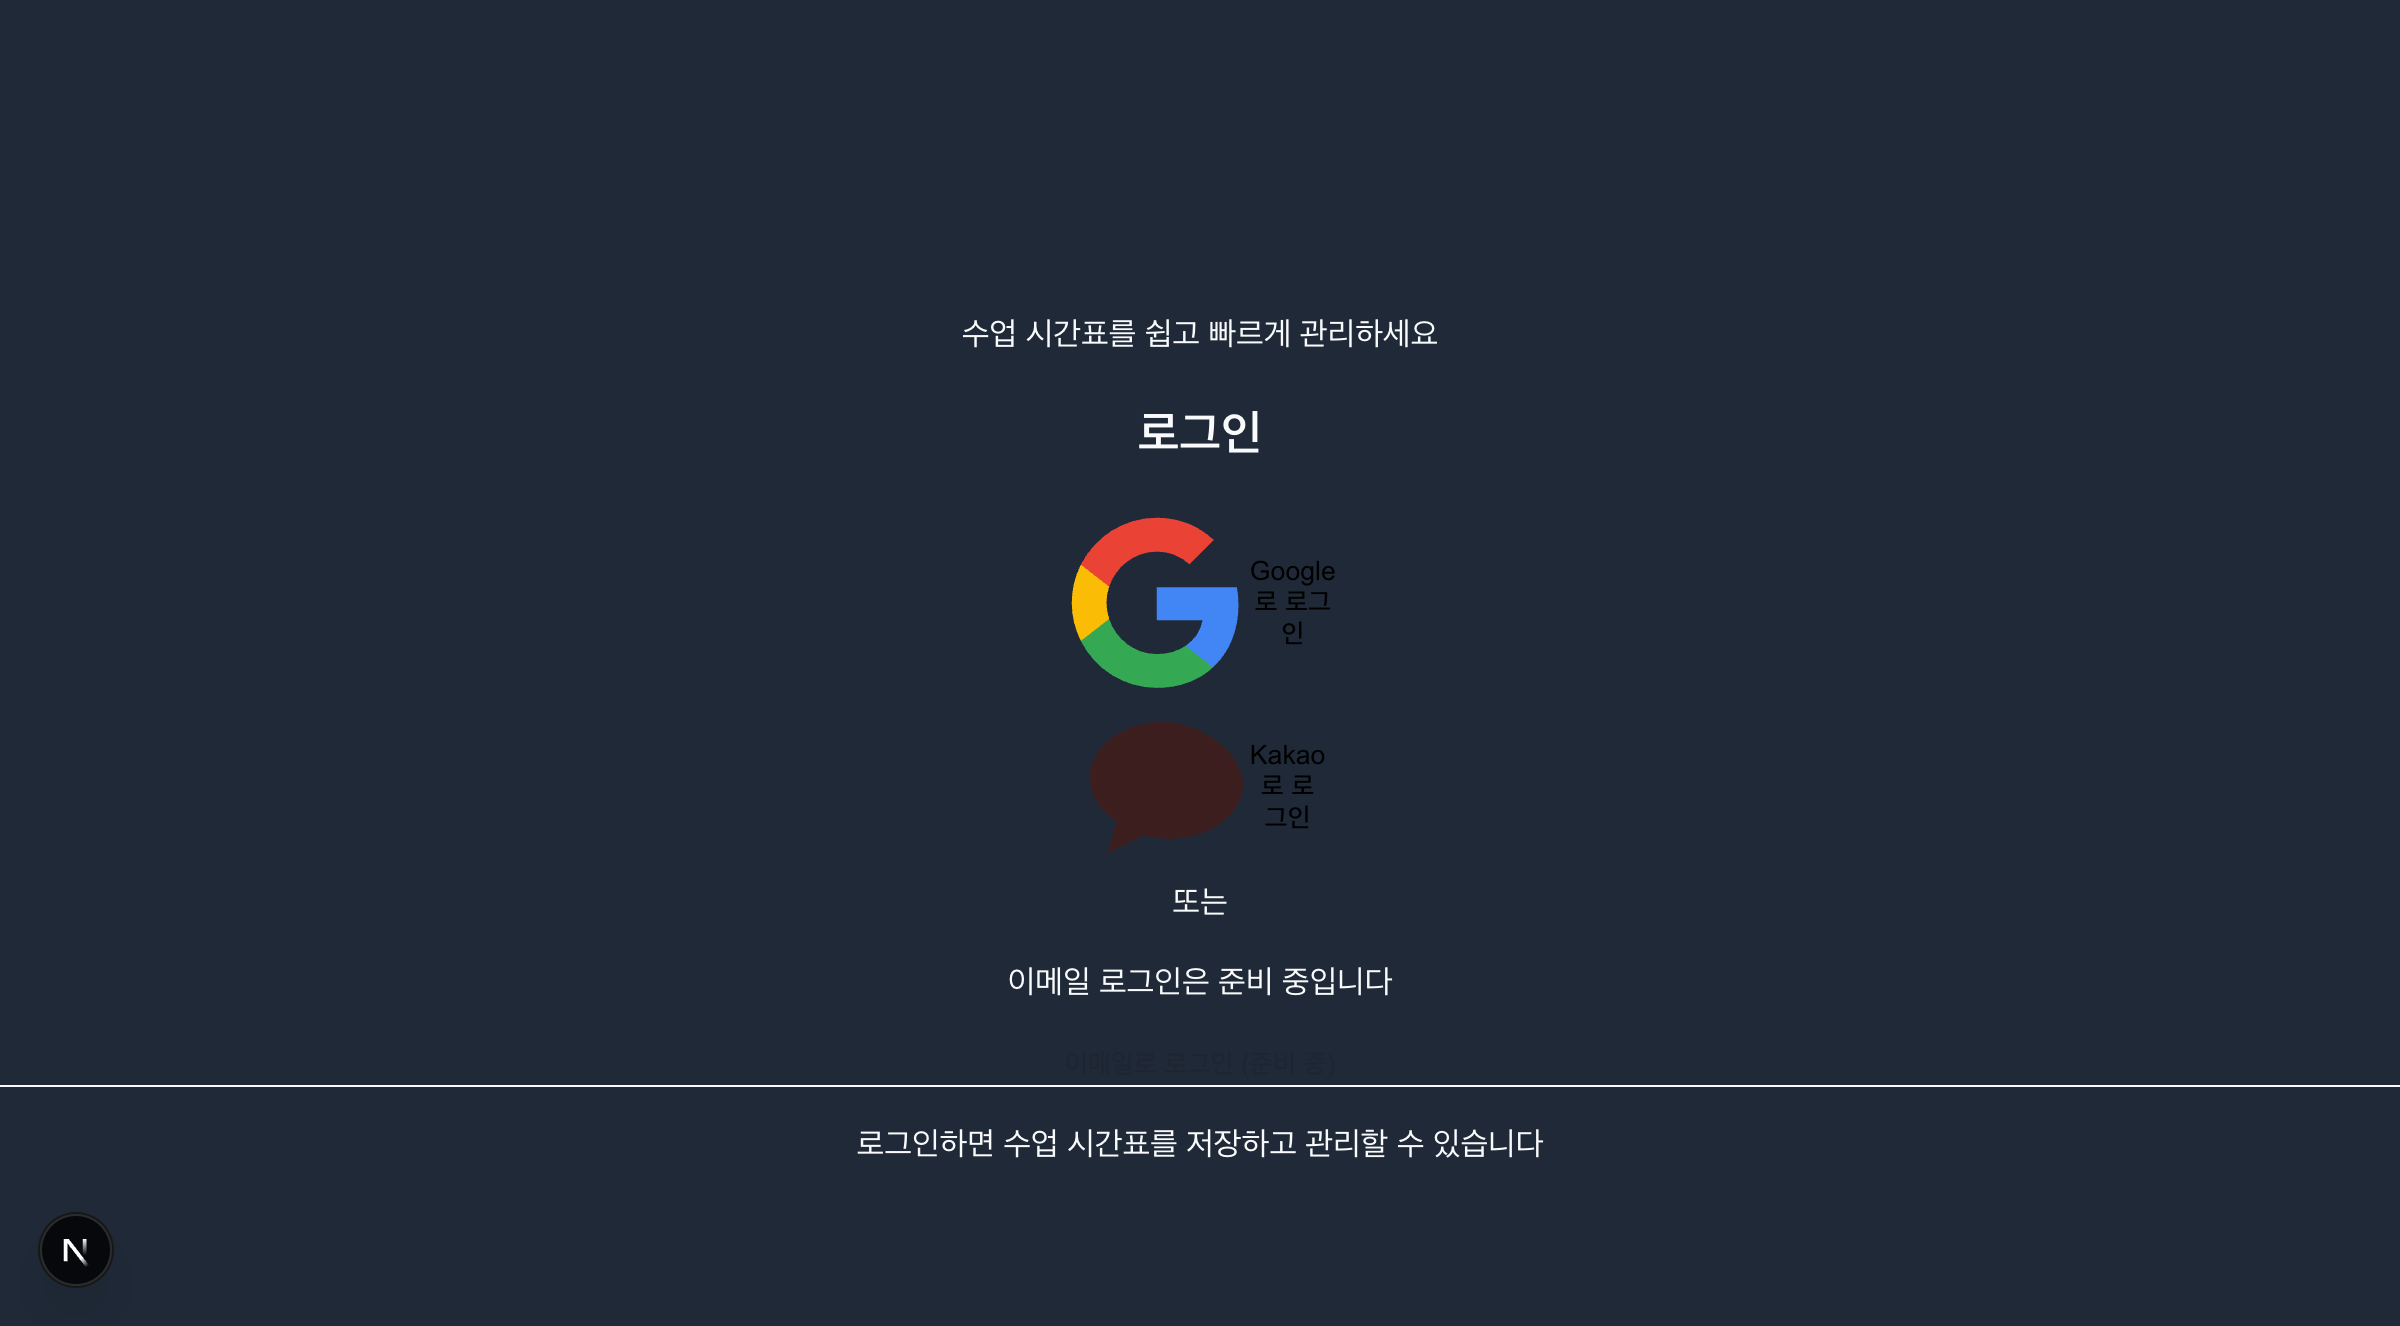 수업 시간표를 쉽고 빠르게 관리하세요
로그인
Google
로 로그
인
Kakao
로 로
그인
또는
이메일 로그인은 준비 중입니다
이메일로 로그인 (준비 중)
로그인하면 수업 시간표를 저장하고 관리할 수 있습니다
N